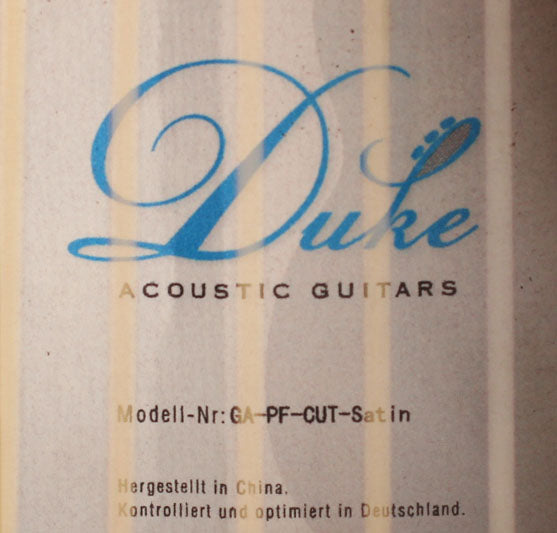 Duke
ACOUSTIC GUITARS
Modell-Nr: GA-PF-CUT-Satin
Hergestellt in China.
Kontrolliert und optimiert in Deutschland.